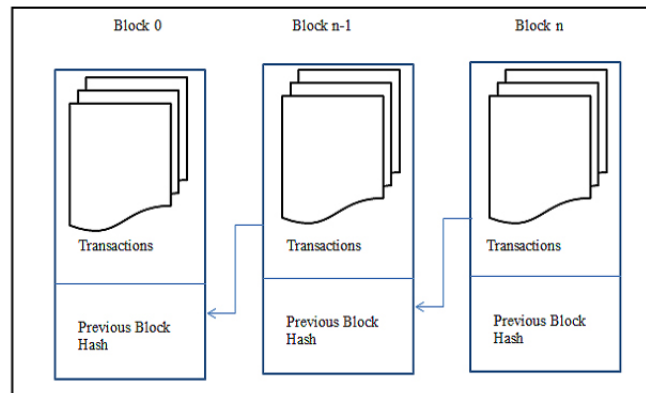 Block 0
Block n-1
Block n
Transactions
Transactions
Transactions
Previous Block
Hash
Previous Block
Hash
Previous Block
Hash